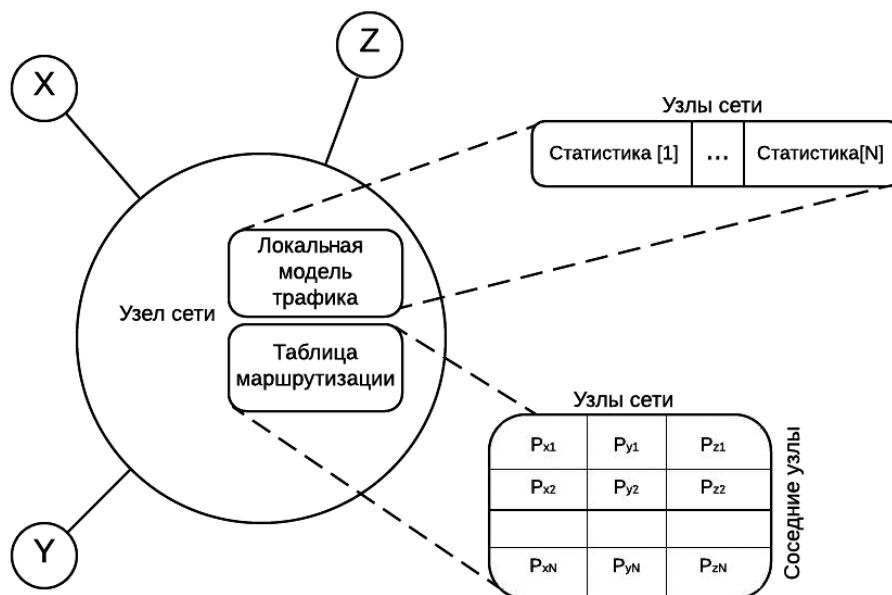 Z
X
Узлы сети
Статистика [1] ... Статистика[N]
Локальная
модель
трафика
Узел сети
Таблица
маршрутизации
Узлы сети
Px1 Py1 Pz1
Px2 Py2 Pz2
PxN PyN PzN
Соседние узлы
Y